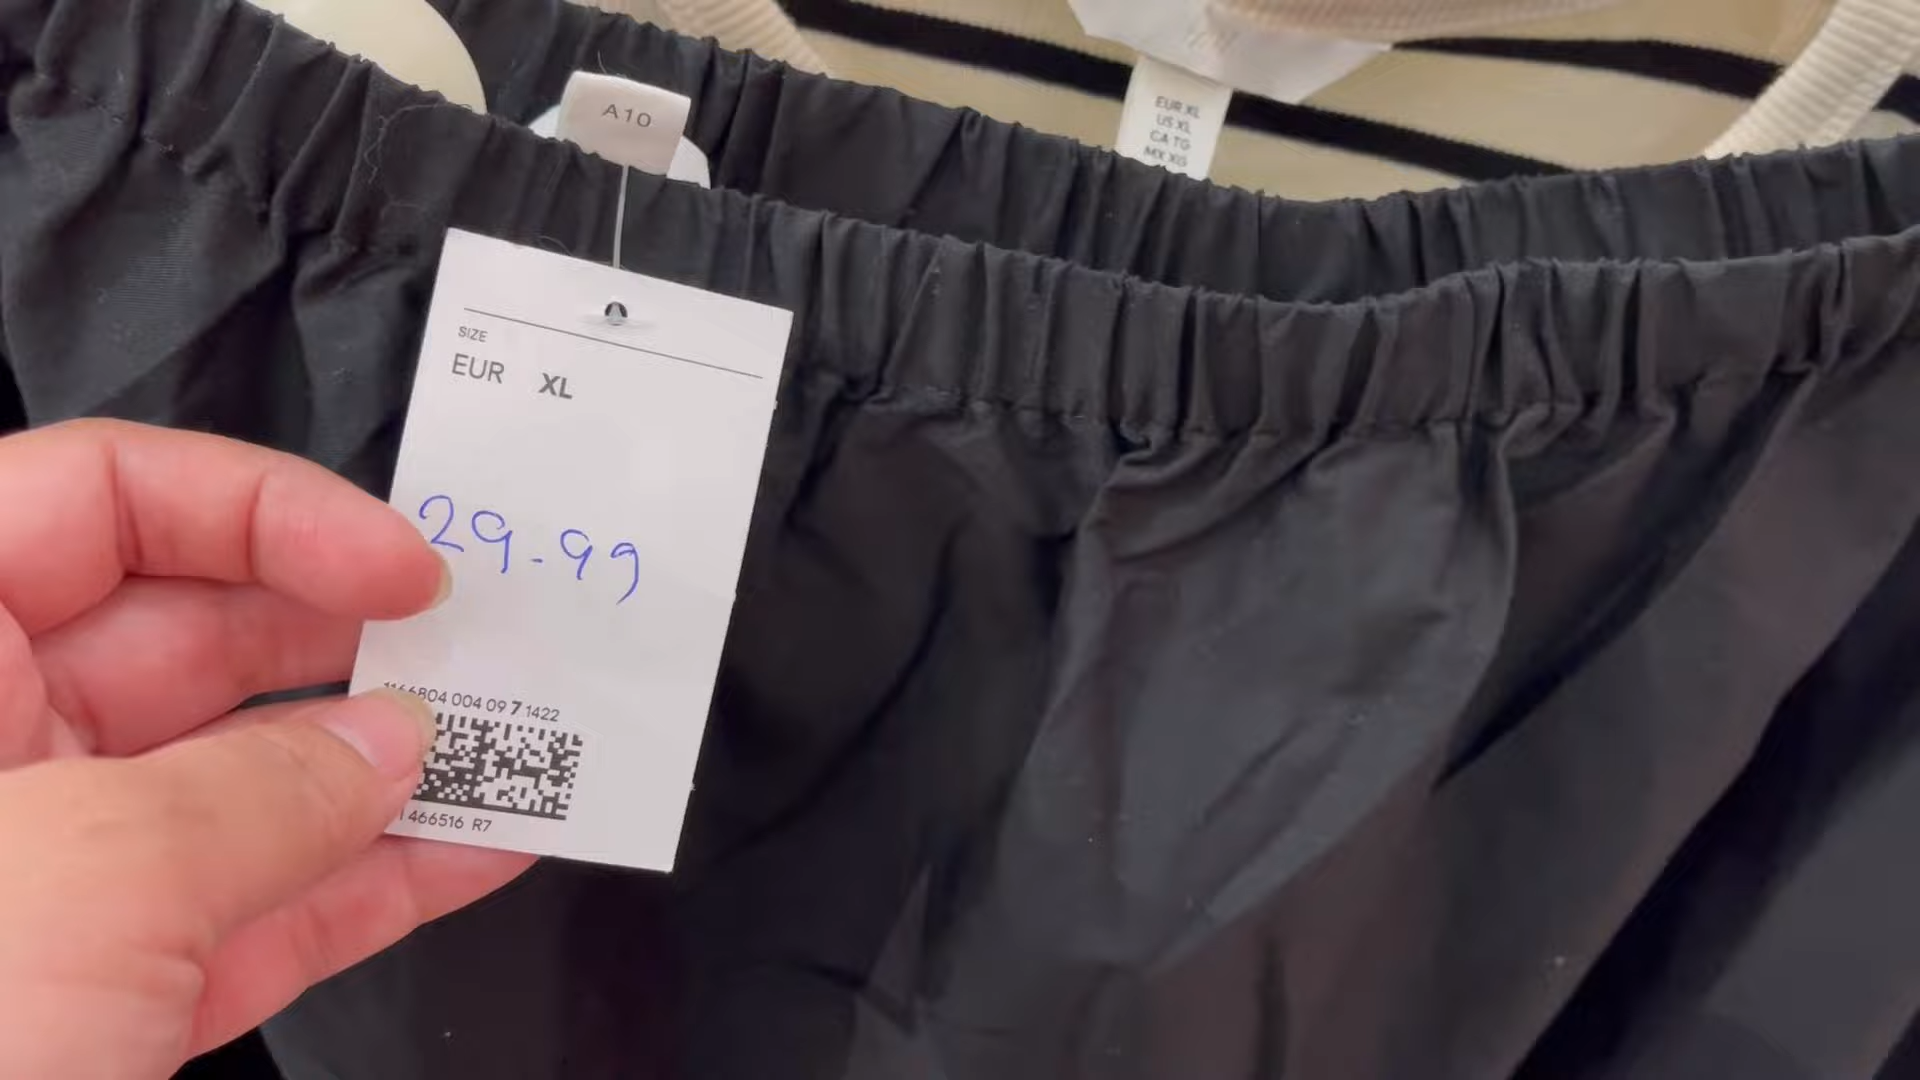 A10
EUR XL
US XL
CA TG
MX XG
SIZE
EUR XL
29-99
1166804 004 09 7 1422
466516 R7